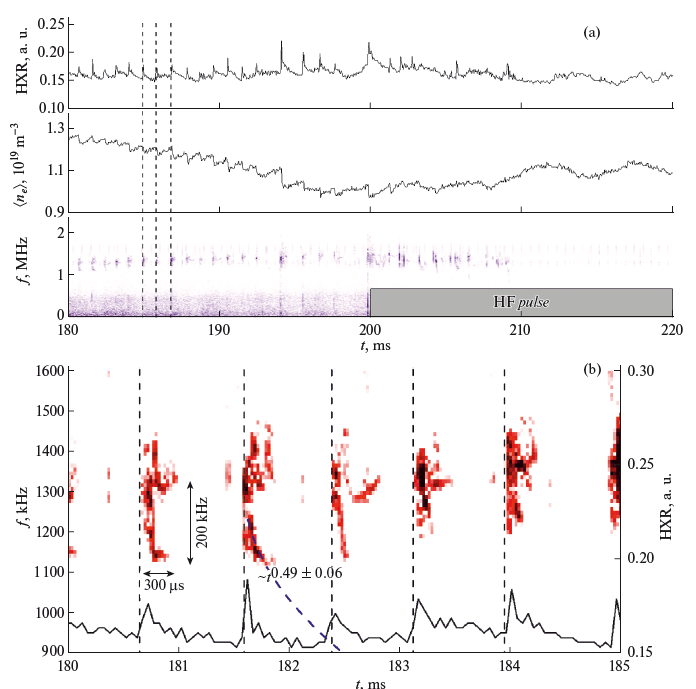 0.25
(a)
HXR, a. u.
0.20
0.15
0.10
1.3
⟨nₑ⟩, 10¹⁹ m⁻³
1.1
0.9
2
f, MHz
1
HF pulse
0
180 190 200 210 220
t, ms
1600
(b)
0.30
1500
1400
0.25
f, kHz
1300
200 kHz
HXR, a. u.
1200
0.20
1100
300 µs
~t^0.49 ± 0.06
1000
900
0.15
180 181 182 183 184 185
t, ms